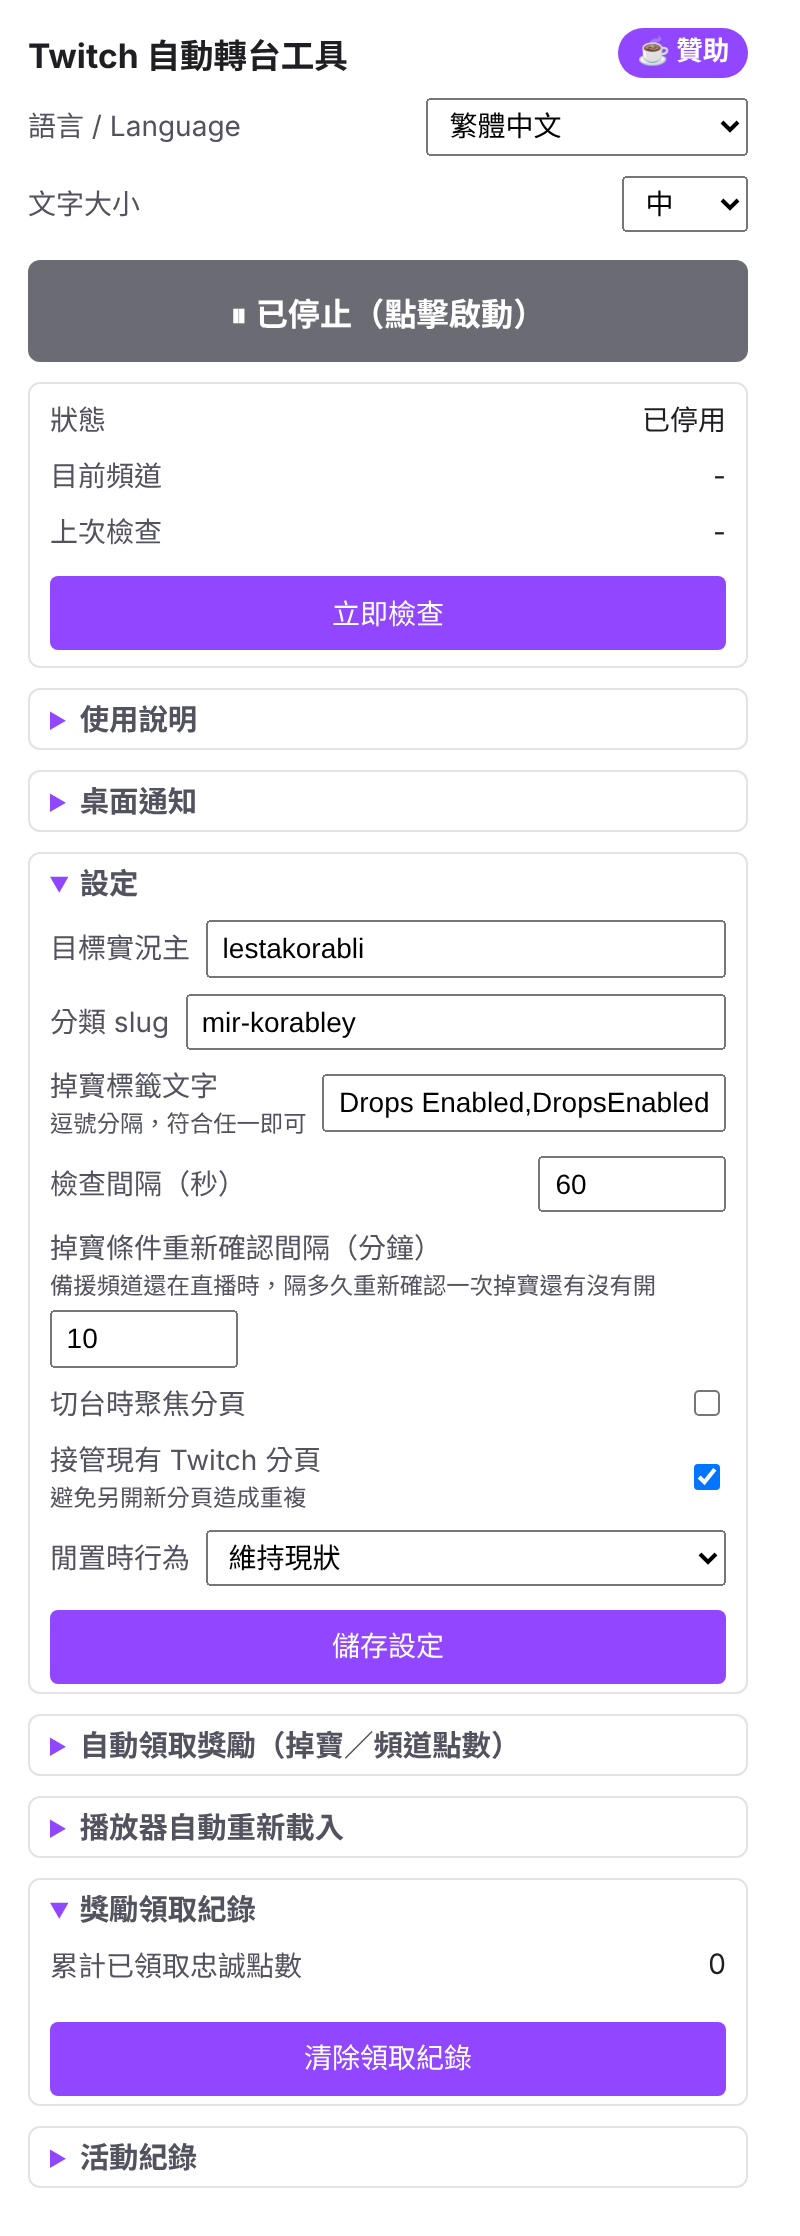 Twitch 自動轉台工具
☕ 贊助
語言 / Language
繁體中文
文字大小
中
⏸ 已停止（點擊啟動）
狀態
已停用
目前頻道
-
上次檢查
-
立即檢查
▶ 使用說明
▶ 桌面通知
▼ 設定
目標實況主
lestakorabli
分類 slug
mir-korabley
掉寶標籤文字
逗號分隔，符合任一即可
Drops Enabled,DropsEnabled
檢查間隔（秒）
60
掉寶條件重新確認間隔（分鐘）
備援頻道還在直播時，隔多久重新確認一次掉寶還有沒有開
10
切台時聚焦分頁
接管現有 Twitch 分頁
避免另開新分頁造成重複
閒置時行為
維持現狀
儲存設定
▶ 自動領取獎勵（掉寶／頻道點數）
▶ 播放器自動重新載入
▼ 獎勵領取紀錄
累計已領取忠誠點數
0
清除領取紀錄
▶ 活動紀錄